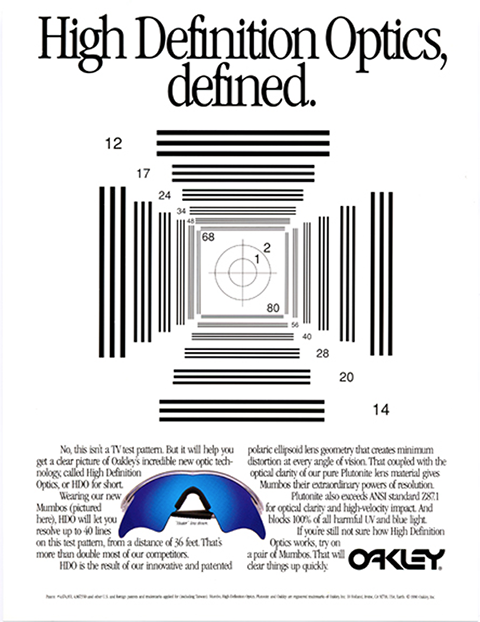 High Definition Optics,
defined.
12
17
24
34
48
68
2
1
80
56
40
28
20
14
No, this isn't a TV test pattern. But it will help you
get a clear picture of Oakley's incredible new optic tech-
nology, called High Definition
Optics, or HDO for short.
Wearing our new
Mumbos (pictured
here), HDO will let you
resolve up to 40 lines
on this test pattern, from a distance of 36 feet. That's
more than double most of our competitors.
HDO is the result of our innovative and patented
polaric ellipsoid lens geometry that creates minimum
distortion at every angle of vision. That coupled with the
optical clarity of our pure Plutonite lens material gives
Mumbos their extraordinary powers of resolution.
Plutonite also exceeds ANSI standard Z87.1
for optical clarity and high-velocity impact. And
blocks 100% of all harmful UV and blue light.
If you're still not sure how High Definition
Optics works, try on
a pair of Mumbos. That will
clear things up quickly.
OAKLEY